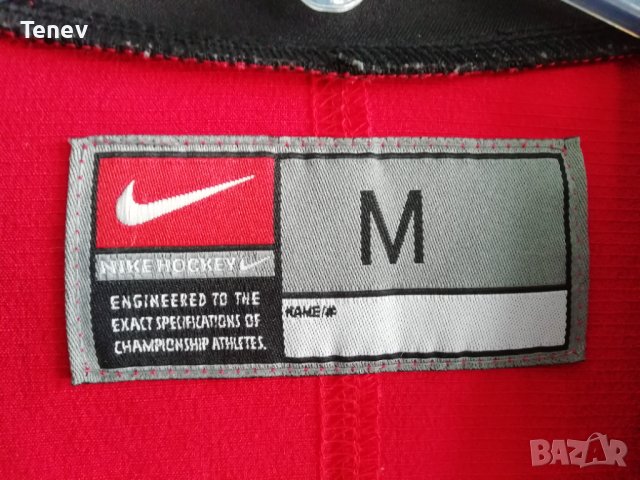 Tenev
NIKE HOCKEY
ENGINEERED TO THE
EXACT SPECIFICATIONS OF
CHAMPIONSHIP ATHLETES.
M
NAME/#
BAZAR